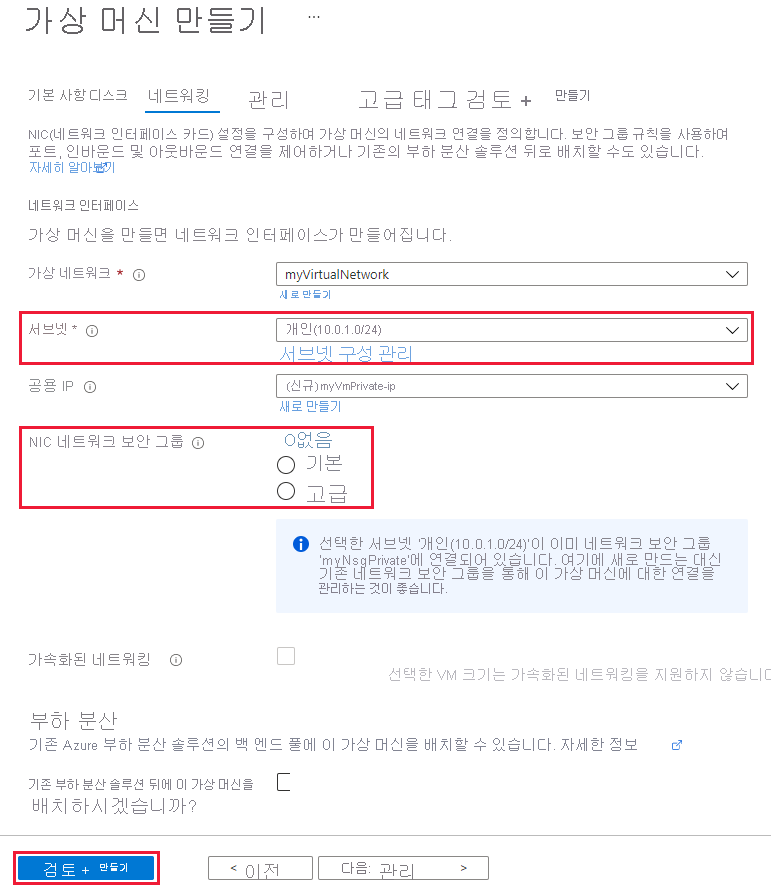 가상 머신 만들기 ...
기본 사항 디스크 네트워킹 관리 고급 태그 검토 + 만들기
NIC(네트워크 인터페이스 카드) 설정을 구성하여 가상 머신의 네트워크 연결을 정의합니다. 보안 그룹 규칙을 사용하여
포트, 인바운드 및 아웃바운드 연결을 제어하거나 기존의 부하 분산 솔루션 뒤로 배치할 수도 있습니다.
자세히 알아보기
네트워크 인터페이스
가상 머신을 만들면 네트워크 인터페이스가 만들어집니다.
가상 네트워크 * myVirtualNetwork
새로 만들기
서브넷 * 개인(10.0.1.0/24)
서브넷 구성 관리
공용 IP (신규)myVmPrivate-ip
새로 만들기
NIC 네트워크 보안 그룹 O없음
기본
고급
선택한 서브넷 '개인(10.0.1.0/24)'이 이미 네트워크 보안 그룹
'myNsgPrivate'에 연결되어 있습니다. 여기에 새로 만드는 대신
기존 네트워크 보안 그룹을 통해 이 가상 머신에 대한 연결을
관리하는 것이 좋습니다.
가속화된 네트워킹
선택한 VM 크기는 가속화된 네트워킹을 지원하지 않습니다
부하 분산
기존 Azure 부하 분산 솔루션의 백 엔드 풀에 이 가상 머신을 배치할 수 있습니다. 자세한 정보
기존 부하 분산 솔루션 뒤에 이 가상 머신을
배치하시겠습니까?
검토 + 만들기 < 이전 다음: 관리 >